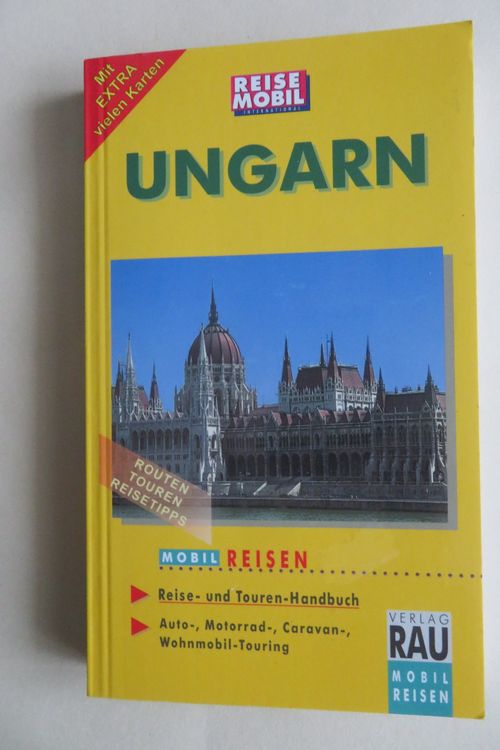 Mit
EXTRA
vielen Karten
REISE
MOBIL
INTERNATIONAL
UNGARN
ROUTEN
TOUREN
REISETIPPS
MOBIL REISEN
Reise- und Touren-Handbuch
Auto-, Motorrad-, Caravan-,
Wohnmobil-Touring
VERLAG
RAU
MOBIL
REISEN